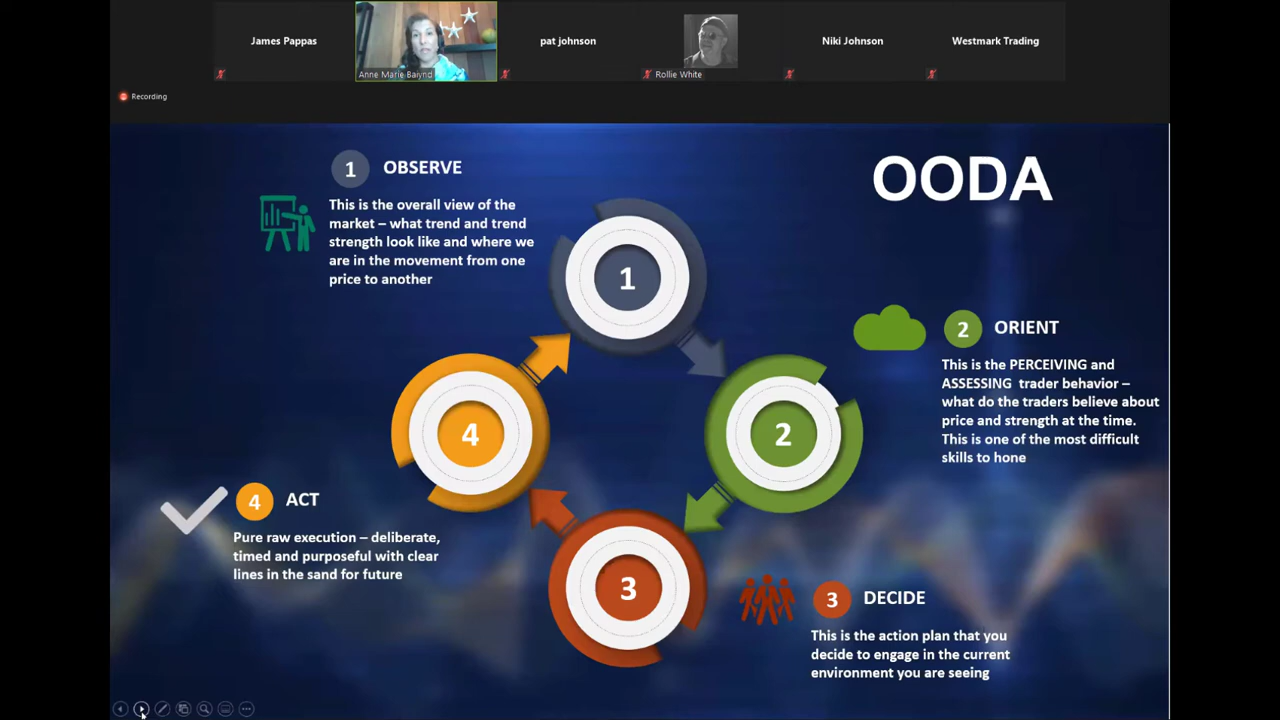 James Pappas
Anne Marie Baiynd
pat johnson
Rollie White
Niki Johnson
Westmark Trading
Recording
OODA
1 OBSERVE
This is the overall view of the
market – what trend and trend
strength look like and where we
are in the movement from one
price to another
1
2 ORIENT
This is the PERCEIVING and
ASSESSING trader behavior –
what do the traders believe about
price and strength at the time.
This is one of the most difficult
skills to hone
2
4
4 ACT
Pure raw execution – deliberate,
timed and purposeful with clear
lines in the sand for future
3
3 DECIDE
This is the action plan that you
decide to engage in the current
environment you are seeing